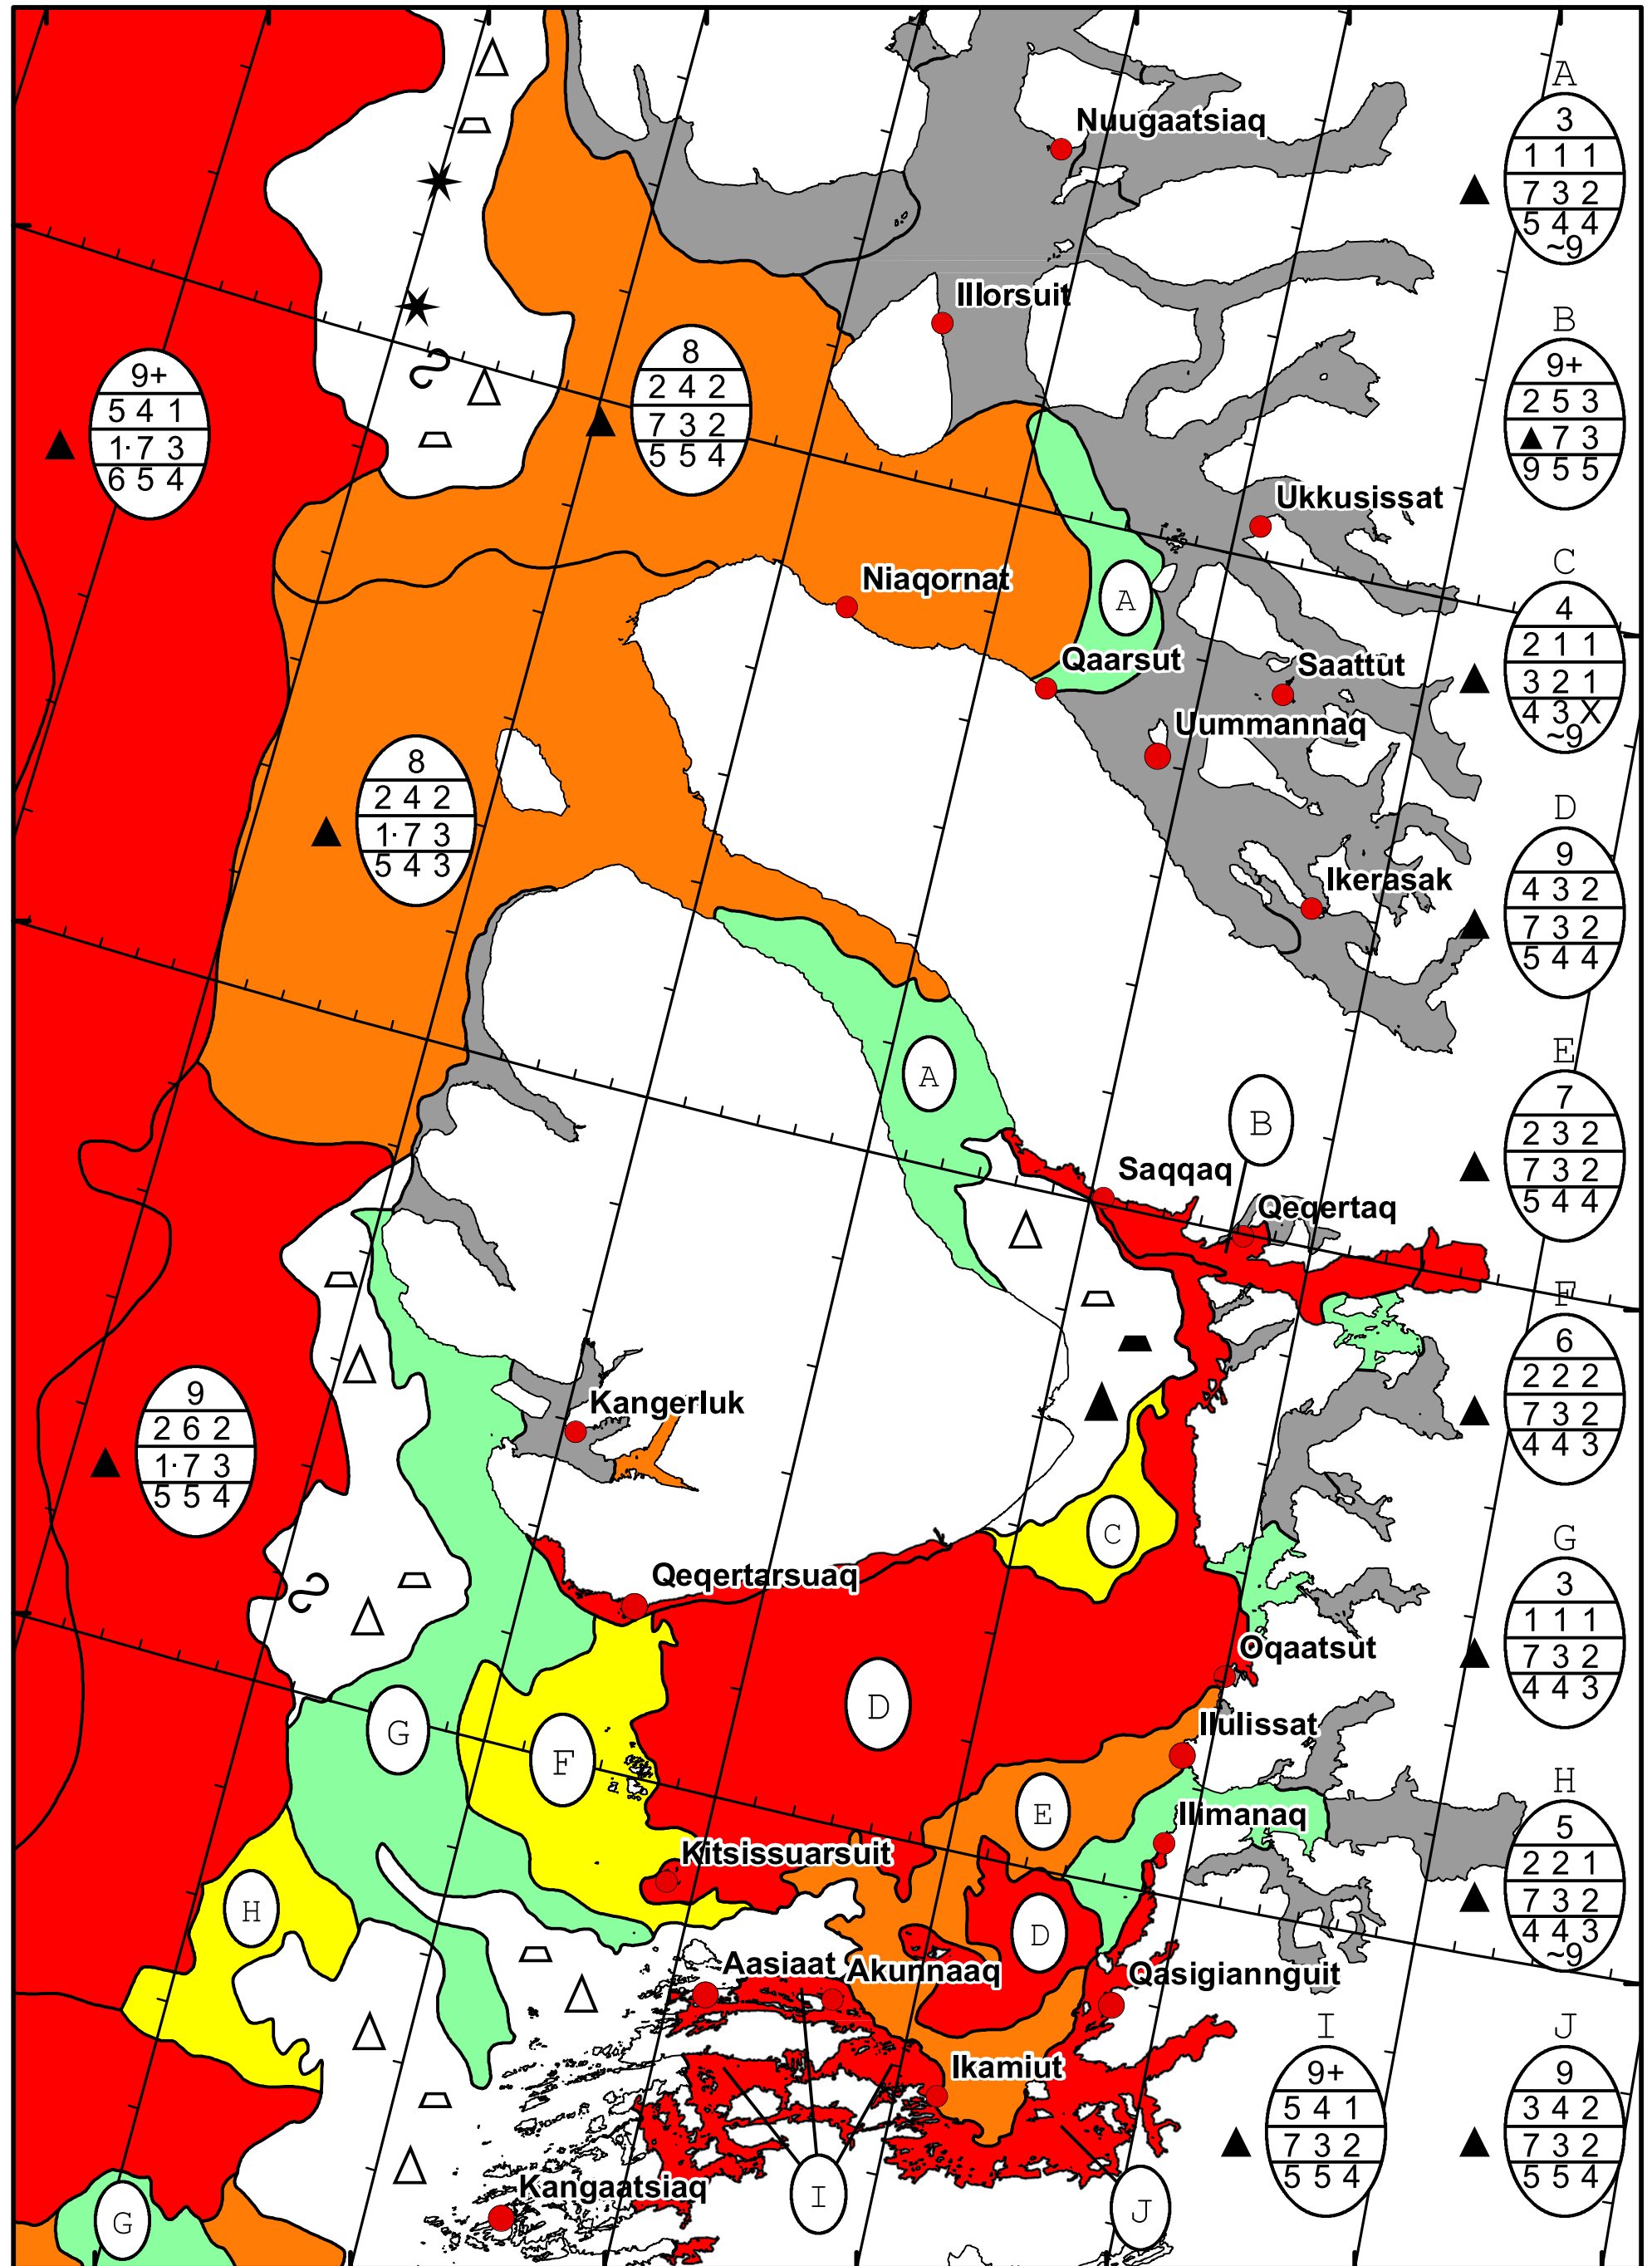 A
3
1 1 1
7 3 2
5 4 4
~9
Nuugaatsiaq
Illorsuit
B
9+
2 5 3
▲ 7 3
9 5 5
8
2 4 2
7 3 2
5 5 4
9+
5 4 1
1· 7 3
6 5 4
Ukkusissat
Niaqornat
A
C
4
2 1 1
3 2 1
4 3 X
~9
Qaarsut
Saattut
Uummannaq
8
2 4 2
1· 7 3
5 4 3
D
9
4 3 2
7 3 2
5 4 4
Ikerasak
A
B
E
7
2 3 2
7 3 2
5 4 4
Saqqaq
Qeqertaq
F
6
2 2 2
7 3 2
4 4 3
9
2 6 2
1· 7 3
5 5 4
Kangerluk
C
Qeqertarsuaq
G
3
1 1 1
7 3 2
4 4 3
Oqaatsut
D
G
F
Ilulissat
E
Ilimanaq
H
5
2 2 1
7 3 2
4 4 3
~9
Kitsissuarsuit
H
D
Aasiaat
Akunnaaq
Qasigiannguit
Ikamiut
I
9+
5 4 1
7 3 2
5 5 4
J
9
3 4 2
7 3 2
5 5 4
Kangaatsiaq
I
J
G